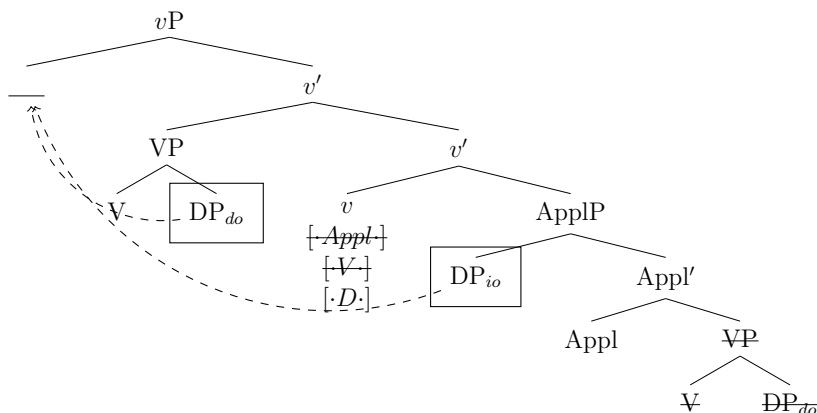 vP
v′
VP v′
V DP_do v ApplP
[·Appl·]
[·V·] DP_io Appl′
[·D·]
Appl VP
V DP_do